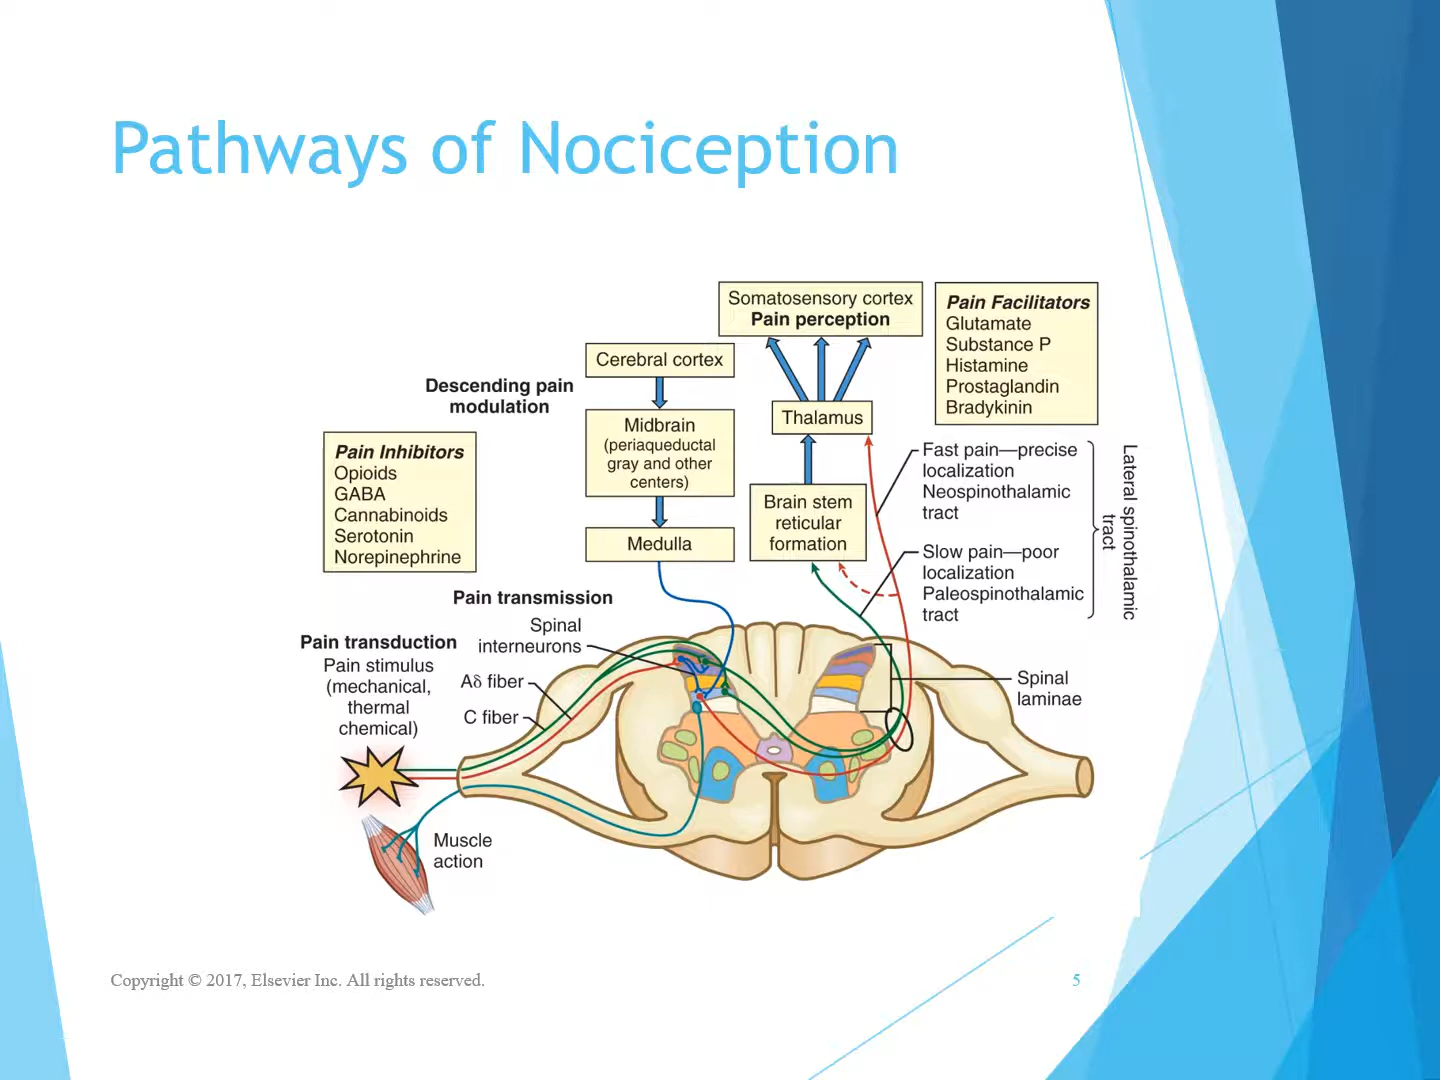 Pathways of Nociception
Somatosensory cortex
Pain perception
Pain Facilitators
Glutamate
Substance P
Histamine
Prostaglandin
Bradykinin
Cerebral cortex
Descending pain
modulation
Midbrain
(periaqueductal
gray and other
centers)
Medulla
Thalamus
Brain stem
reticular
formation
Pain Inhibitors
Opioids
GABA
Cannabinoids
Serotonin
Norepinephrine
Fast pain—precise
localization
Neospinothalamic
tract
Slow pain—poor
localization
Paleospinothalamic
tract
Lateral spinothalamic
tract
Pain transmission
Spinal
interneurons
Pain transduction
Pain stimulus
(mechanical,
thermal
chemical)
Aδ fiber
C fiber
Spinal
laminae
Muscle
action
Copyright © 2017, Elsevier Inc. All rights reserved.
5